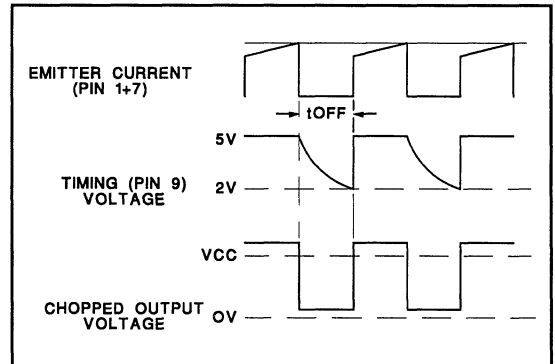 EMITTER CURRENT
(PIN 1+7)
tOFF
5V
TIMING (PIN 9)
VOLTAGE
2V
VCC
CHOPPED OUTPUT
VOLTAGE
OV